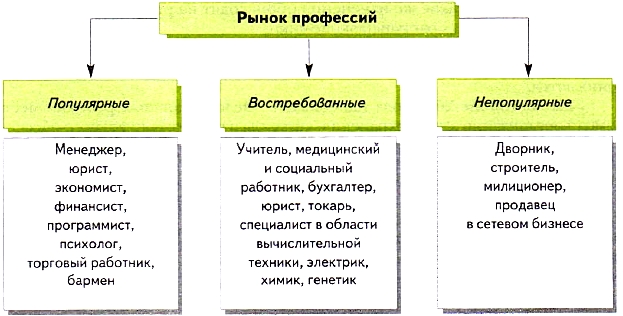 Рынок профессий
Популярные
Востребованные
Непопулярные
Менеджер,
юрист,
экономист,
финансист,
программист,
психолог,
торговый работник,
бармен
Учитель, медицинский
и социальный
работник, бухгалтер,
юрист, токарь,
специалист в области
вычислительной
техники, электрик,
химик, генетик
Дворник,
строитель,
милиционер,
продавец
в сетевом бизнесе